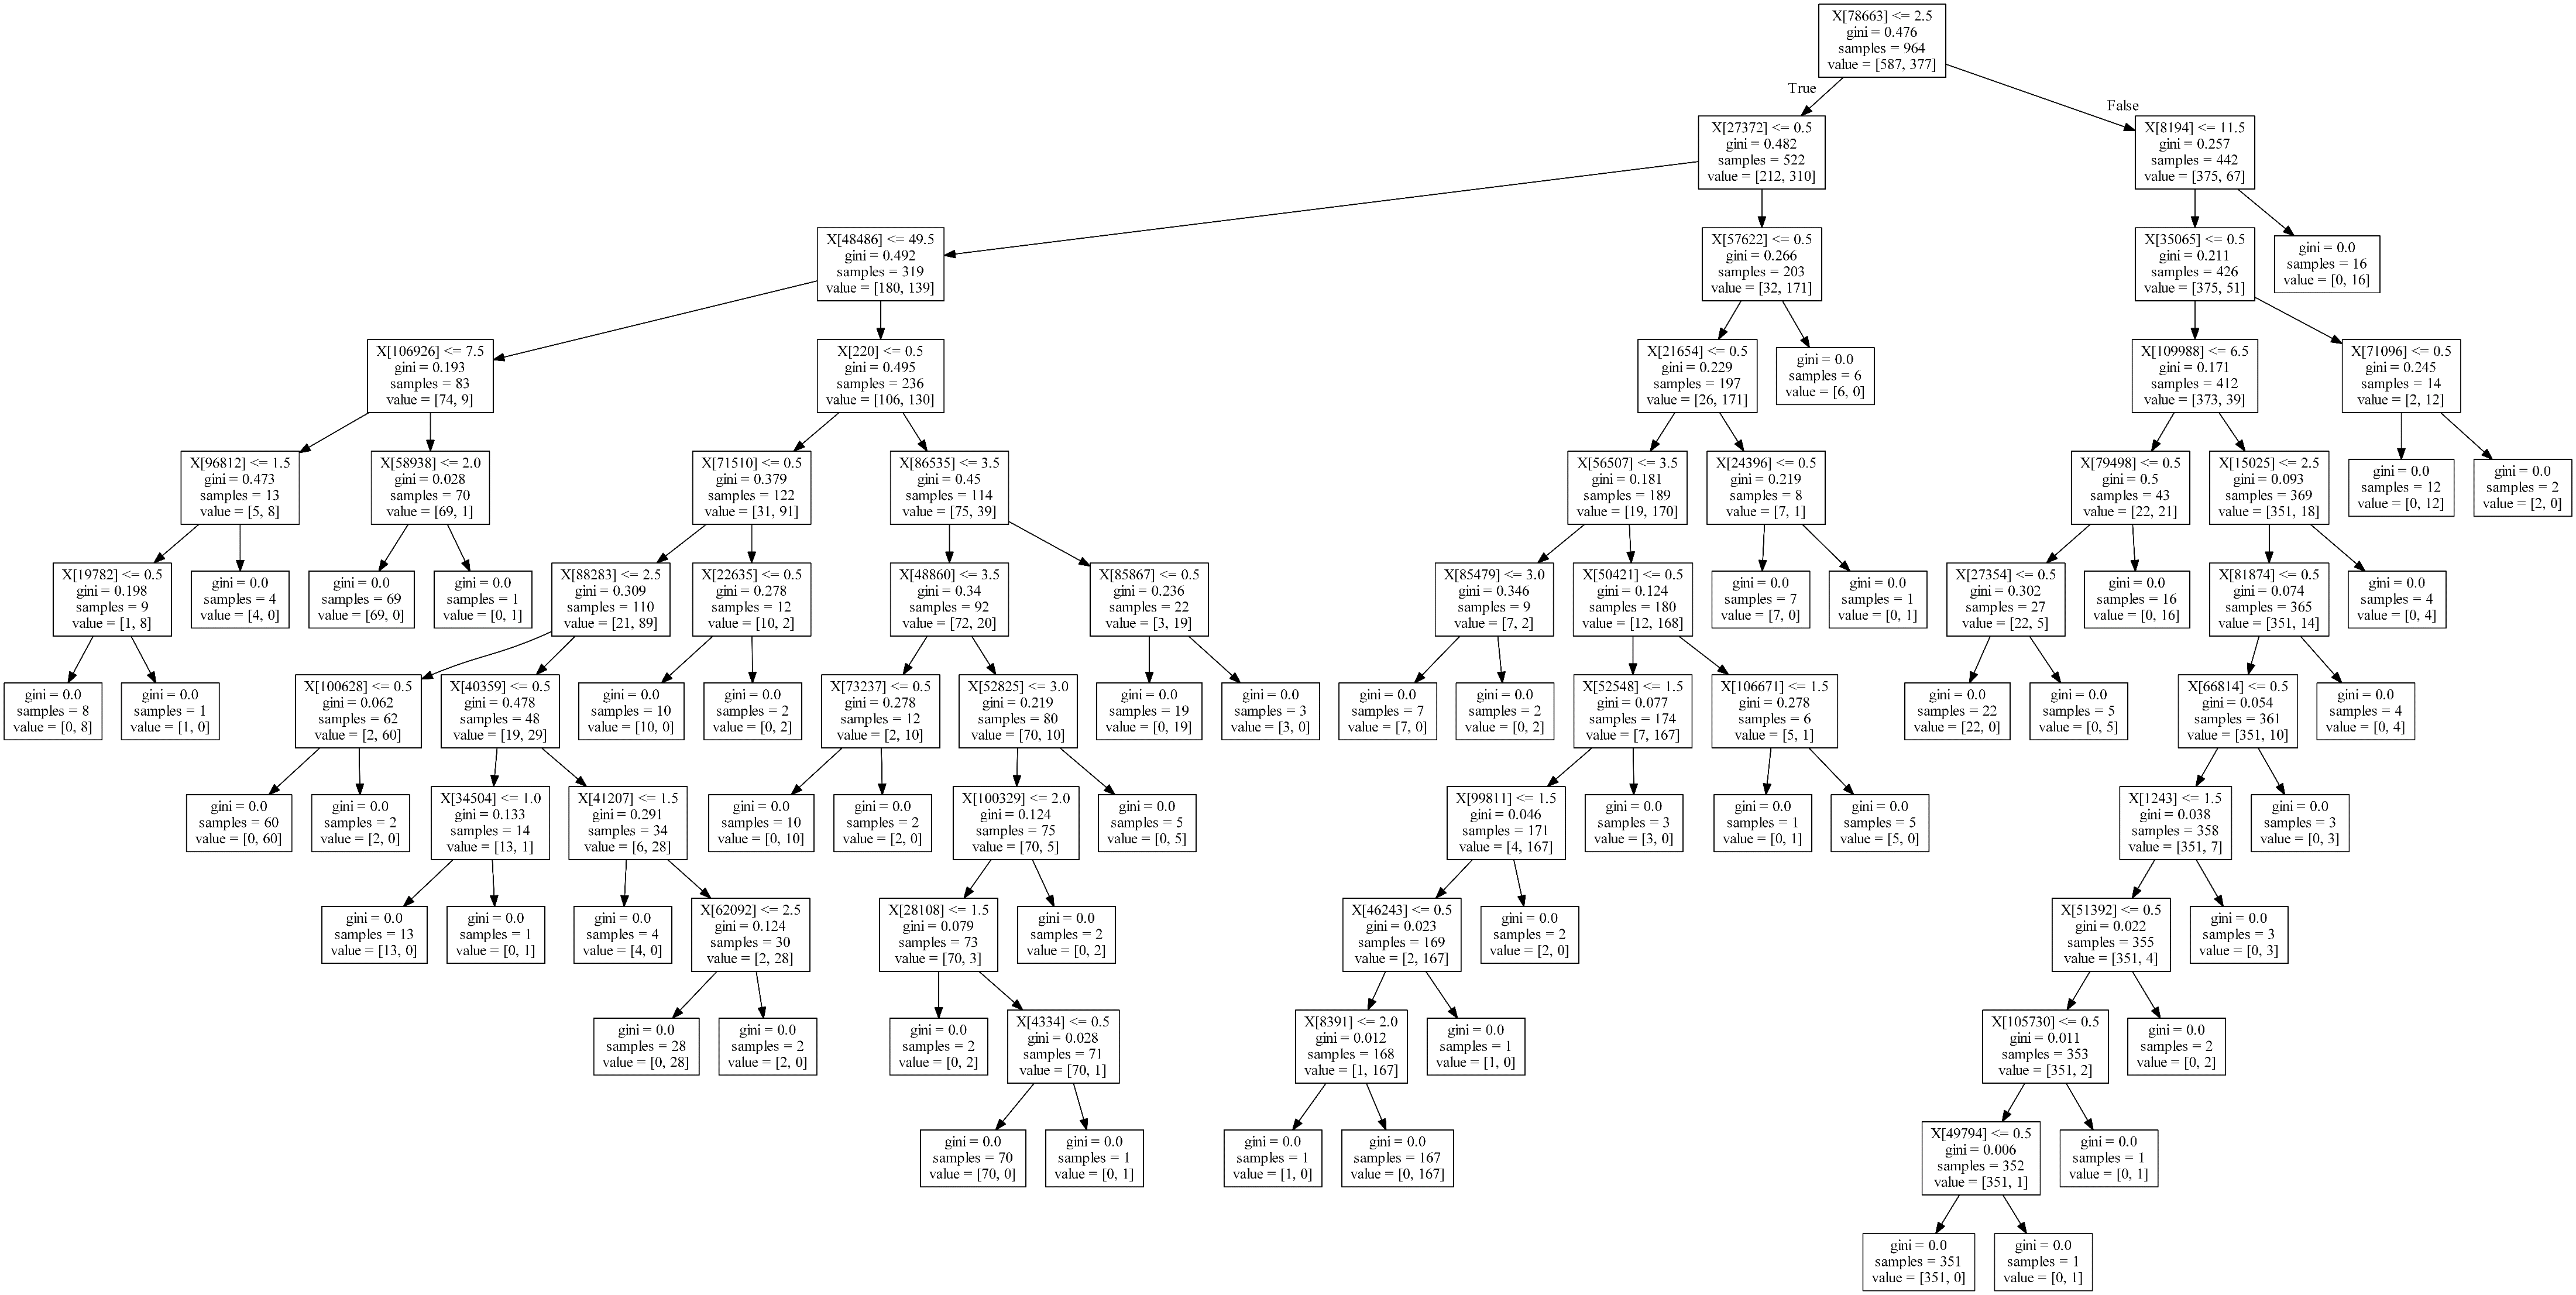 X[78663] <= 2.5
gini = 0.476
samples = 964
value = [587, 377]
True
False
X[27372] <= 0.5
gini = 0.482
samples = 522
value = [212, 310]
X[8194] <= 11.5
gini = 0.257
samples = 442
value = [375, 67]
X[48486] <= 49.5
gini = 0.492
samples = 319
value = [180, 139]
X[57622] <= 0.5
gini = 0.266
samples = 203
value = [32, 171]
X[35065] <= 0.5
gini = 0.211
samples = 426
value = [375, 51]
gini = 0.0
samples = 16
value = [0, 16]
X[106926] <= 7.5
gini = 0.193
samples = 83
value = [74, 9]
X[220] <= 0.5
gini = 0.495
samples = 236
value = [106, 130]
X[21654] <= 0.5
gini = 0.229
samples = 197
value = [26, 171]
gini = 0.0
samples = 6
value = [6, 0]
X[109988] <= 6.5
gini = 0.171
samples = 412
value = [373, 39]
X[71096] <= 0.5
gini = 0.245
samples = 14
value = [2, 12]
X[96812] <= 1.5
gini = 0.473
samples = 13
value = [5, 8]
X[58938] <= 2.0
gini = 0.028
samples = 70
value = [69, 1]
X[71510] <= 0.5
gini = 0.379
samples = 122
value = [31, 91]
X[86535] <= 3.5
gini = 0.45
samples = 114
value = [75, 39]
X[56507] <= 3.5
gini = 0.181
samples = 189
value = [19, 170]
X[24396] <= 0.5
gini = 0.219
samples = 8
value = [7, 1]
X[79498] <= 0.5
gini = 0.5
samples = 43
value = [22, 21]
X[15025] <= 2.5
gini = 0.093
samples = 369
value = [351, 18]
gini = 0.0
samples = 12
value = [0, 12]
gini = 0.0
samples = 2
value = [2, 0]
X[19782] <= 0.5
gini = 0.198
samples = 9
value = [1, 8]
gini = 0.0
samples = 4
value = [4, 0]
gini = 0.0
samples = 69
value = [69, 0]
gini = 0.0
samples = 1
value = [0, 1]
X[88283] <= 2.5
gini = 0.309
samples = 110
value = [21, 89]
X[22635] <= 0.5
gini = 0.278
samples = 12
value = [10, 2]
X[48860] <= 3.5
gini = 0.34
samples = 92
value = [72, 20]
X[85867] <= 0.5
gini = 0.236
samples = 22
value = [3, 19]
X[85479] <= 3.0
gini = 0.346
samples = 9
value = [7, 2]
X[50421] <= 0.5
gini = 0.124
samples = 180
value = [12, 168]
gini = 0.0
samples = 7
value = [7, 0]
gini = 0.0
samples = 1
value = [0, 1]
X[27354] <= 0.5
gini = 0.302
samples = 27
value = [22, 5]
gini = 0.0
samples = 16
value = [0, 16]
X[81874] <= 0.5
gini = 0.074
samples = 365
value = [351, 14]
gini = 0.0
samples = 4
value = [0, 4]
gini = 0.0
samples = 8
value = [0, 8]
gini = 0.0
samples = 1
value = [1, 0]
X[100628] <= 0.5
gini = 0.062
samples = 62
value = [2, 60]
X[40359] <= 0.5
gini = 0.478
samples = 48
value = [19, 29]
gini = 0.0
samples = 10
value = [10, 0]
gini = 0.0
samples = 2
value = [0, 2]
X[73237] <= 0.5
gini = 0.278
samples = 12
value = [2, 10]
X[52825] <= 3.0
gini = 0.219
samples = 80
value = [70, 10]
gini = 0.0
samples = 19
value = [0, 19]
gini = 0.0
samples = 3
value = [3, 0]
gini = 0.0
samples = 7
value = [7, 0]
gini = 0.0
samples = 2
value = [0, 2]
X[52548] <= 1.5
gini = 0.077
samples = 174
value = [7, 167]
X[106671] <= 1.5
gini = 0.278
samples = 6
value = [5, 1]
gini = 0.0
samples = 22
value = [22, 0]
gini = 0.0
samples = 5
value = [0, 5]
X[66814] <= 0.5
gini = 0.054
samples = 361
value = [351, 10]
gini = 0.0
samples = 4
value = [0, 4]
gini = 0.0
samples = 60
value = [0, 60]
gini = 0.0
samples = 2
value = [2, 0]
X[34504] <= 1.0
gini = 0.133
samples = 14
value = [13, 1]
X[41207] <= 1.5
gini = 0.291
samples = 34
value = [6, 28]
gini = 0.0
samples = 10
value = [0, 10]
gini = 0.0
samples = 2
value = [2, 0]
X[100329] <= 2.0
gini = 0.124
samples = 75
value = [70, 5]
gini = 0.0
samples = 5
value = [0, 5]
X[99811] <= 1.5
gini = 0.046
samples = 171
value = [4, 167]
gini = 0.0
samples = 3
value = [3, 0]
gini = 0.0
samples = 1
value = [0, 1]
gini = 0.0
samples = 5
value = [5, 0]
X[1243] <= 1.5
gini = 0.038
samples = 358
value = [351, 7]
gini = 0.0
samples = 3
value = [0, 3]
gini = 0.0
samples = 13
value = [13, 0]
gini = 0.0
samples = 1
value = [0, 1]
gini = 0.0
samples = 4
value = [4, 0]
X[62092] <= 2.5
gini = 0.124
samples = 30
value = [2, 28]
X[28108] <= 1.5
gini = 0.079
samples = 73
value = [70, 3]
gini = 0.0
samples = 2
value = [0, 2]
X[46243] <= 0.5
gini = 0.023
samples = 169
value = [2, 167]
gini = 0.0
samples = 2
value = [2, 0]
X[51392] <= 0.5
gini = 0.022
samples = 355
value = [351, 4]
gini = 0.0
samples = 3
value = [0, 3]
gini = 0.0
samples = 28
value = [0, 28]
gini = 0.0
samples = 2
value = [2, 0]
gini = 0.0
samples = 2
value = [0, 2]
X[4334] <= 0.5
gini = 0.028
samples = 71
value = [70, 1]
X[8391] <= 2.0
gini = 0.012
samples = 168
value = [1, 167]
gini = 0.0
samples = 1
value = [1, 0]
X[105730] <= 0.5
gini = 0.011
samples = 353
value = [351, 2]
gini = 0.0
samples = 2
value = [0, 2]
gini = 0.0
samples = 70
value = [70, 0]
gini = 0.0
samples = 1
value = [0, 1]
gini = 0.0
samples = 1
value = [1, 0]
gini = 0.0
samples = 167
value = [0, 167]
X[49794] <= 0.5
gini = 0.006
samples = 352
value = [351, 1]
gini = 0.0
samples = 1
value = [0, 1]
gini = 0.0
samples = 351
value = [351, 0]
gini = 0.0
samples = 1
value = [0, 1]